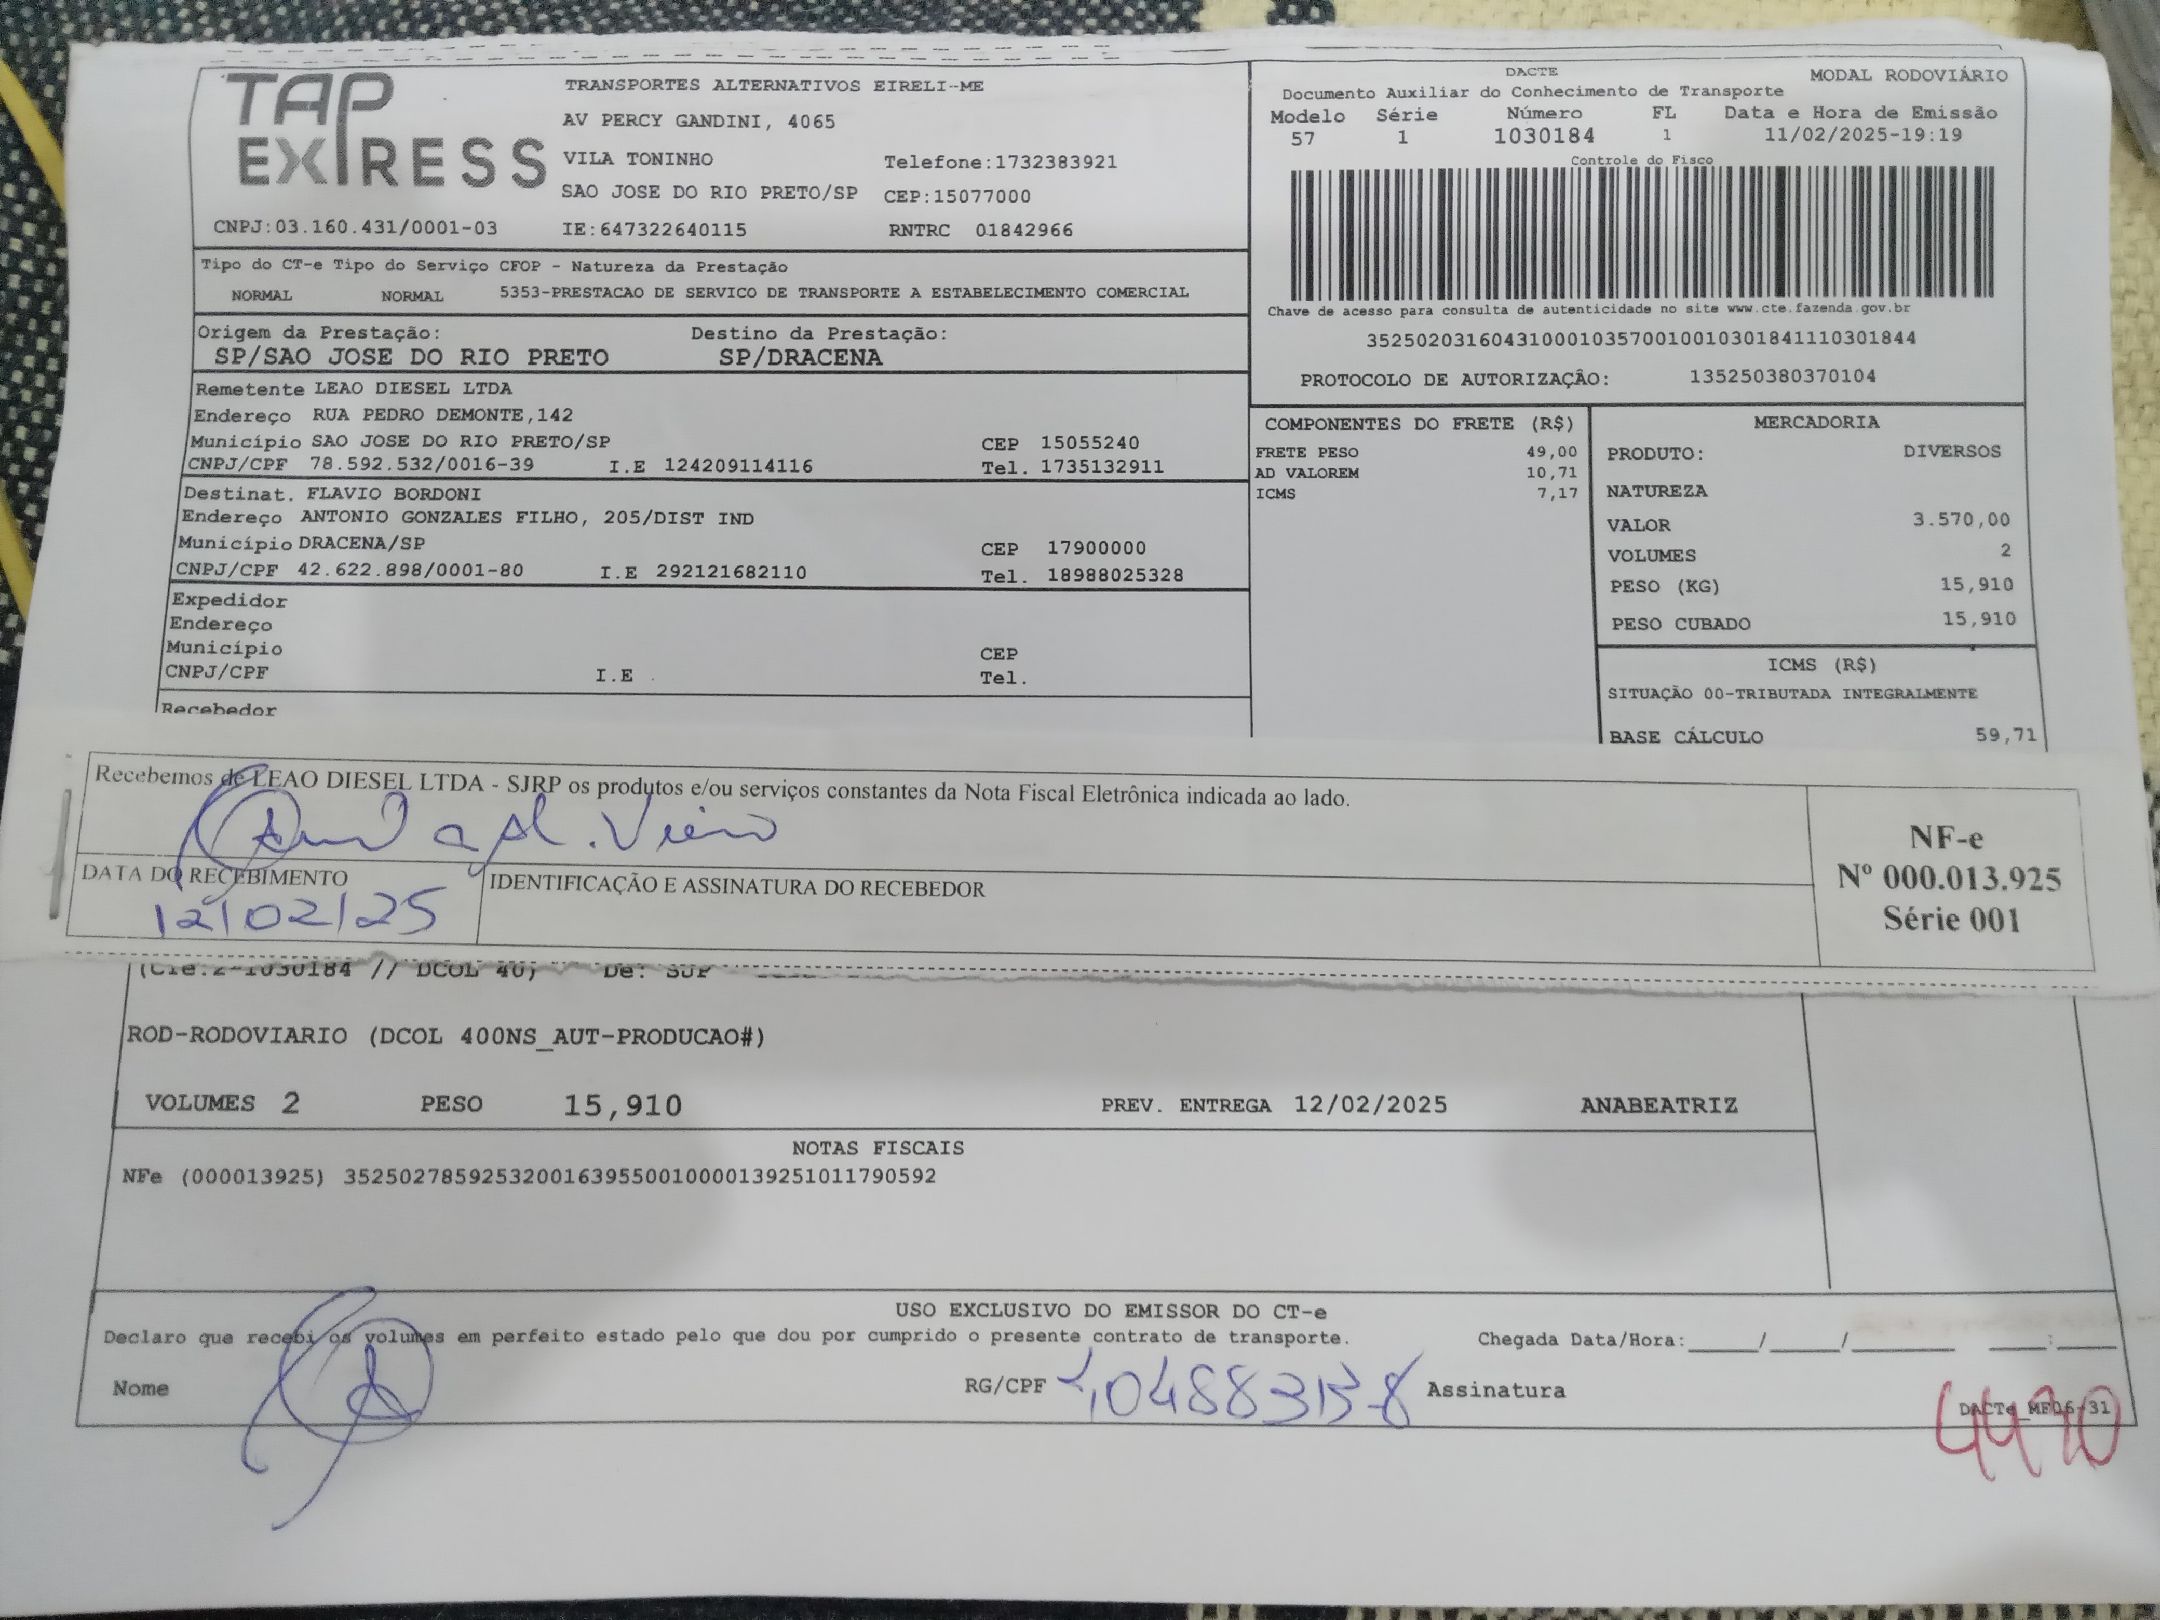 TAP EXPRESS
TRANSPORTES ALTERNATIVOS EIRELI-ME
AV PERCY GANDINI, 4065
VILA TONINHO Telefone:1732383921
SAO JOSE DO RIO PRETO/SP CEP:15077000
CNPJ:03.160.431/0001-03 IE:647322640115 RNTRC 01842966
DACTE MODAL RODOVIÁRIO
Documento Auxiliar do Conhecimento de Transporte
Modelo Série Número FL Data e Hora de Emissão
57 1 1030184 1 11/02/2025-19:19
Controle do Fisco
Chave de acesso para consulta de autenticidade no site www.cte.fazenda.gov.br
35250203160431000103570010010301841110301844
PROTOCOLO DE AUTORIZAÇÃO: 135250380370104
Tipo do CT-e Tipo do Serviço CFOP - Natureza da Prestação
NORMAL NORMAL 5353-PRESTACAO DE SERVICO DE TRANSPORTE A ESTABELECIMENTO COMERCIAL
Origem da Prestação: Destino da Prestação:
SP/SAO JOSE DO RIO PRETO SP/DRACENA
Remetente LEAO DIESEL LTDA
Endereço RUA PEDRO DEMONTE,142
Município SAO JOSE DO RIO PRETO/SP CEP 15055240
CNPJ/CPF 78.592.532/0016-39 I.E 124209114116 Tel. 1735132911
Destinat. FLAVIO BORDONI
Endereço ANTONIO GONZALES FILHO, 205/DIST IND
Município DRACENA/SP CEP 17900000
CNPJ/CPF 42.622.898/0001-80 I.E 292121682110 Tel. 18988025328
Expedidor
Endereço
Município CEP
CNPJ/CPF I.E Tel.
Recebedor
COMPONENTES DO FRETE (R$)
FRETE PESO 49,00
AD VALOREM 10,71
ICMS 7,17
MERCADORIA
PRODUTO: DIVERSOS
NATUREZA
VALOR 3.570,00
VOLUMES 2
PESO (KG) 15,910
PESO CUBADO 15,910
ICMS (R$)
SITUAÇÃO 00-TRIBUTADA INTEGRALMENTE
BASE CÁLCULO 59,71
Recebemos de LEAO DIESEL LTDA - SJRP os produtos e/ou serviços constantes da Nota Fiscal Eletrônica indicada ao lado.
DATA DO RECEBIMENTO IDENTIFICAÇÃO E ASSINATURA DO RECEBEDOR
12/02/25
NF-e
Nº 000.013.925
Série 001
(Cte:2-1030184 // DCOL 40) De: SJP
ROD-RODOVIARIO (DCOL 400NS_AUT-PRODUCAO#)
VOLUMES 2 PESO 15,910 PREV. ENTREGA 12/02/2025 ANABEATRIZ
NOTAS FISCAIS
NFe (000013925) 35250278592532001639550010000139251011790592
USO EXCLUSIVO DO EMISSOR DO CT-e
Declaro que recebi os volumes em perfeito estado pelo que dou por cumprido o presente contrato de transporte. Chegada Data/Hora:_____/_____/_______ ____:____
Nome RG/CPF Assinatura
DACTe_MF06-31